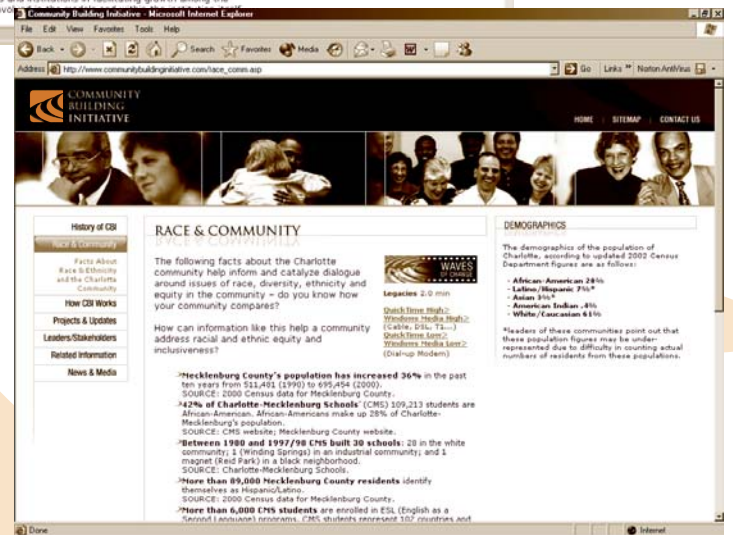 Community Building Initiative - Microsoft Internet Explorer
File Edit View Favorites Tools Help
Back Search Favorites Media
Address http://www.communitybuildinginitiative.com/race_comm.asp Go Links Norton AntiVirus
COMMUNITY
BUILDING
INITIATIVE
HOME | SITEMAP | CONTACT US
History of CBI
Race & Community
Facts About
Race & Ethnicity
and the Charlotte
Community
How CBI Works
Projects & Updates
Leaders/Stakeholders
Related Information
News & Media
RACE & COMMUNITY
The following facts about the Charlotte
community help inform and catalyze dialogue
around issues of race, diversity, ethnicity and
equity in the community – do you know how
your community compares?
How can information like this help a community
address racial and ethnic equity and
inclusiveness?
WAVES
OF CHANGE
Legacies 2.0 min
QuickTime High>
Windows Media High>
(Cable, DSL, T1...)
QuickTime Low>
Windows Media Low>
(Dial-up Modem)
Mecklenburg County's population has increased 36% in the past
ten years from 511,481 (1990) to 695,454 (2000).
SOURCE: 2000 Census data for Mecklenburg County.
42% of Charlotte-Mecklenburg Schools' (CMS) 109,213 students are
African-American. African-Americans make up 28% of Charlotte-
Mecklenburg's population.
SOURCE: CMS website; Mecklenburg County website.
Between 1980 and 1997/98 CMS built 30 schools: 28 in the white
community; 1 (Winding Springs) in an industrial community; and 1
magnet (Reid Park) in a black neighborhood.
SOURCE: Charlotte-Mecklenburg Schools.
More than 89,000 Mecklenburg County residents identify
themselves as Hispanic/Latino.
SOURCE: 2000 Census data for Mecklenburg County.
More than 6,000 CMS students are enrolled in ESL (English as a
Second Language) programs. CMS students represent 102 countries and
DEMOGRAPHICS
The demographics of the population of
Charlotte, according to updated 2002 Census
Department figures are as follows:
- African-American 28%
- Latino/Hispanic 7%*
- Asian 3%*
- American Indian .4%
- White/Caucasian 61%
*leaders of these communities point out that
these population figures may be under-
represented due to difficulty in counting actual
numbers of residents from these populations.
Done Internet